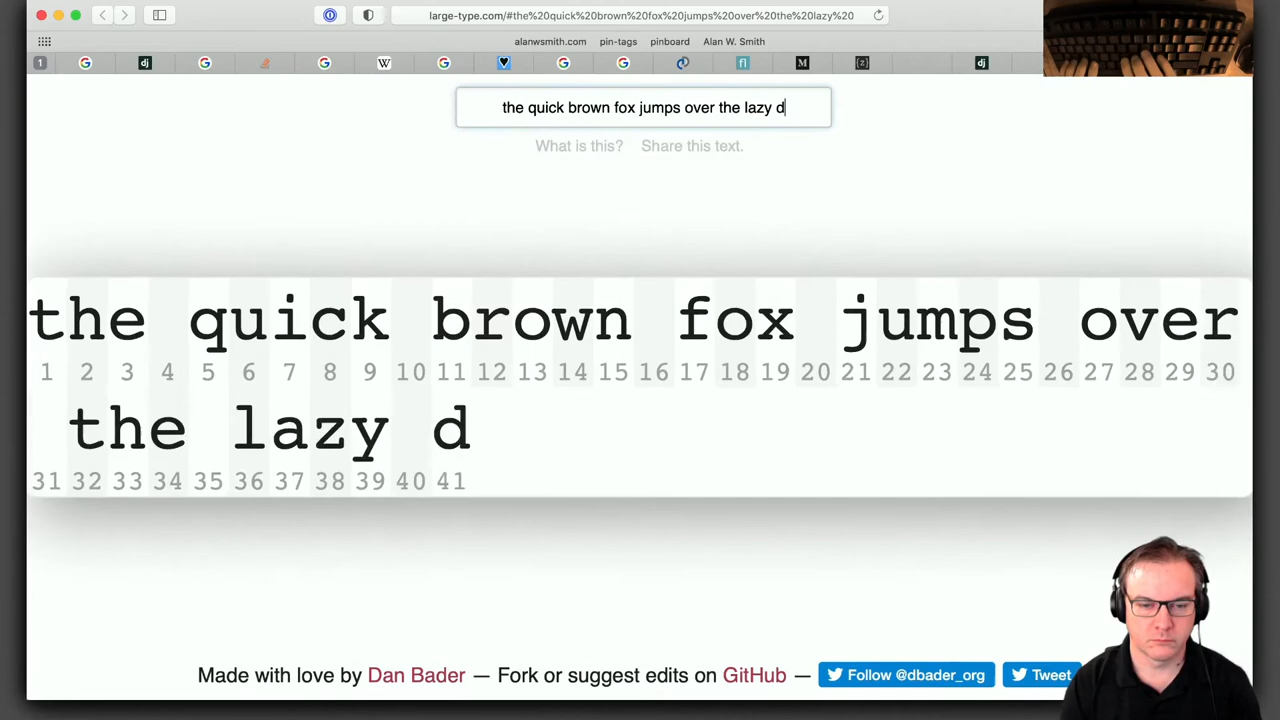 large-type.com/#the%20quick%20brown%20fox%20jumps%20over%20the%20lazy%20
alanwsmith.com pin-tags pinboard Alan W. Smith
1 G dj G G W G G G fl M {z} dj
the quick brown fox jumps over the lazy d
What is this? Share this text.
the quick brown fox jumps over
1 2 3 4 5 6 7 8 9 10 11 12 13 14 15 16 17 18 19 20 21 22 23 24 25 26 27 28 29 30
the lazy d
31 32 33 34 35 36 37 38 39 40 41
Made with love by Dan Bader — Fork or suggest edits on GitHub — Follow @dbader_org Tweet